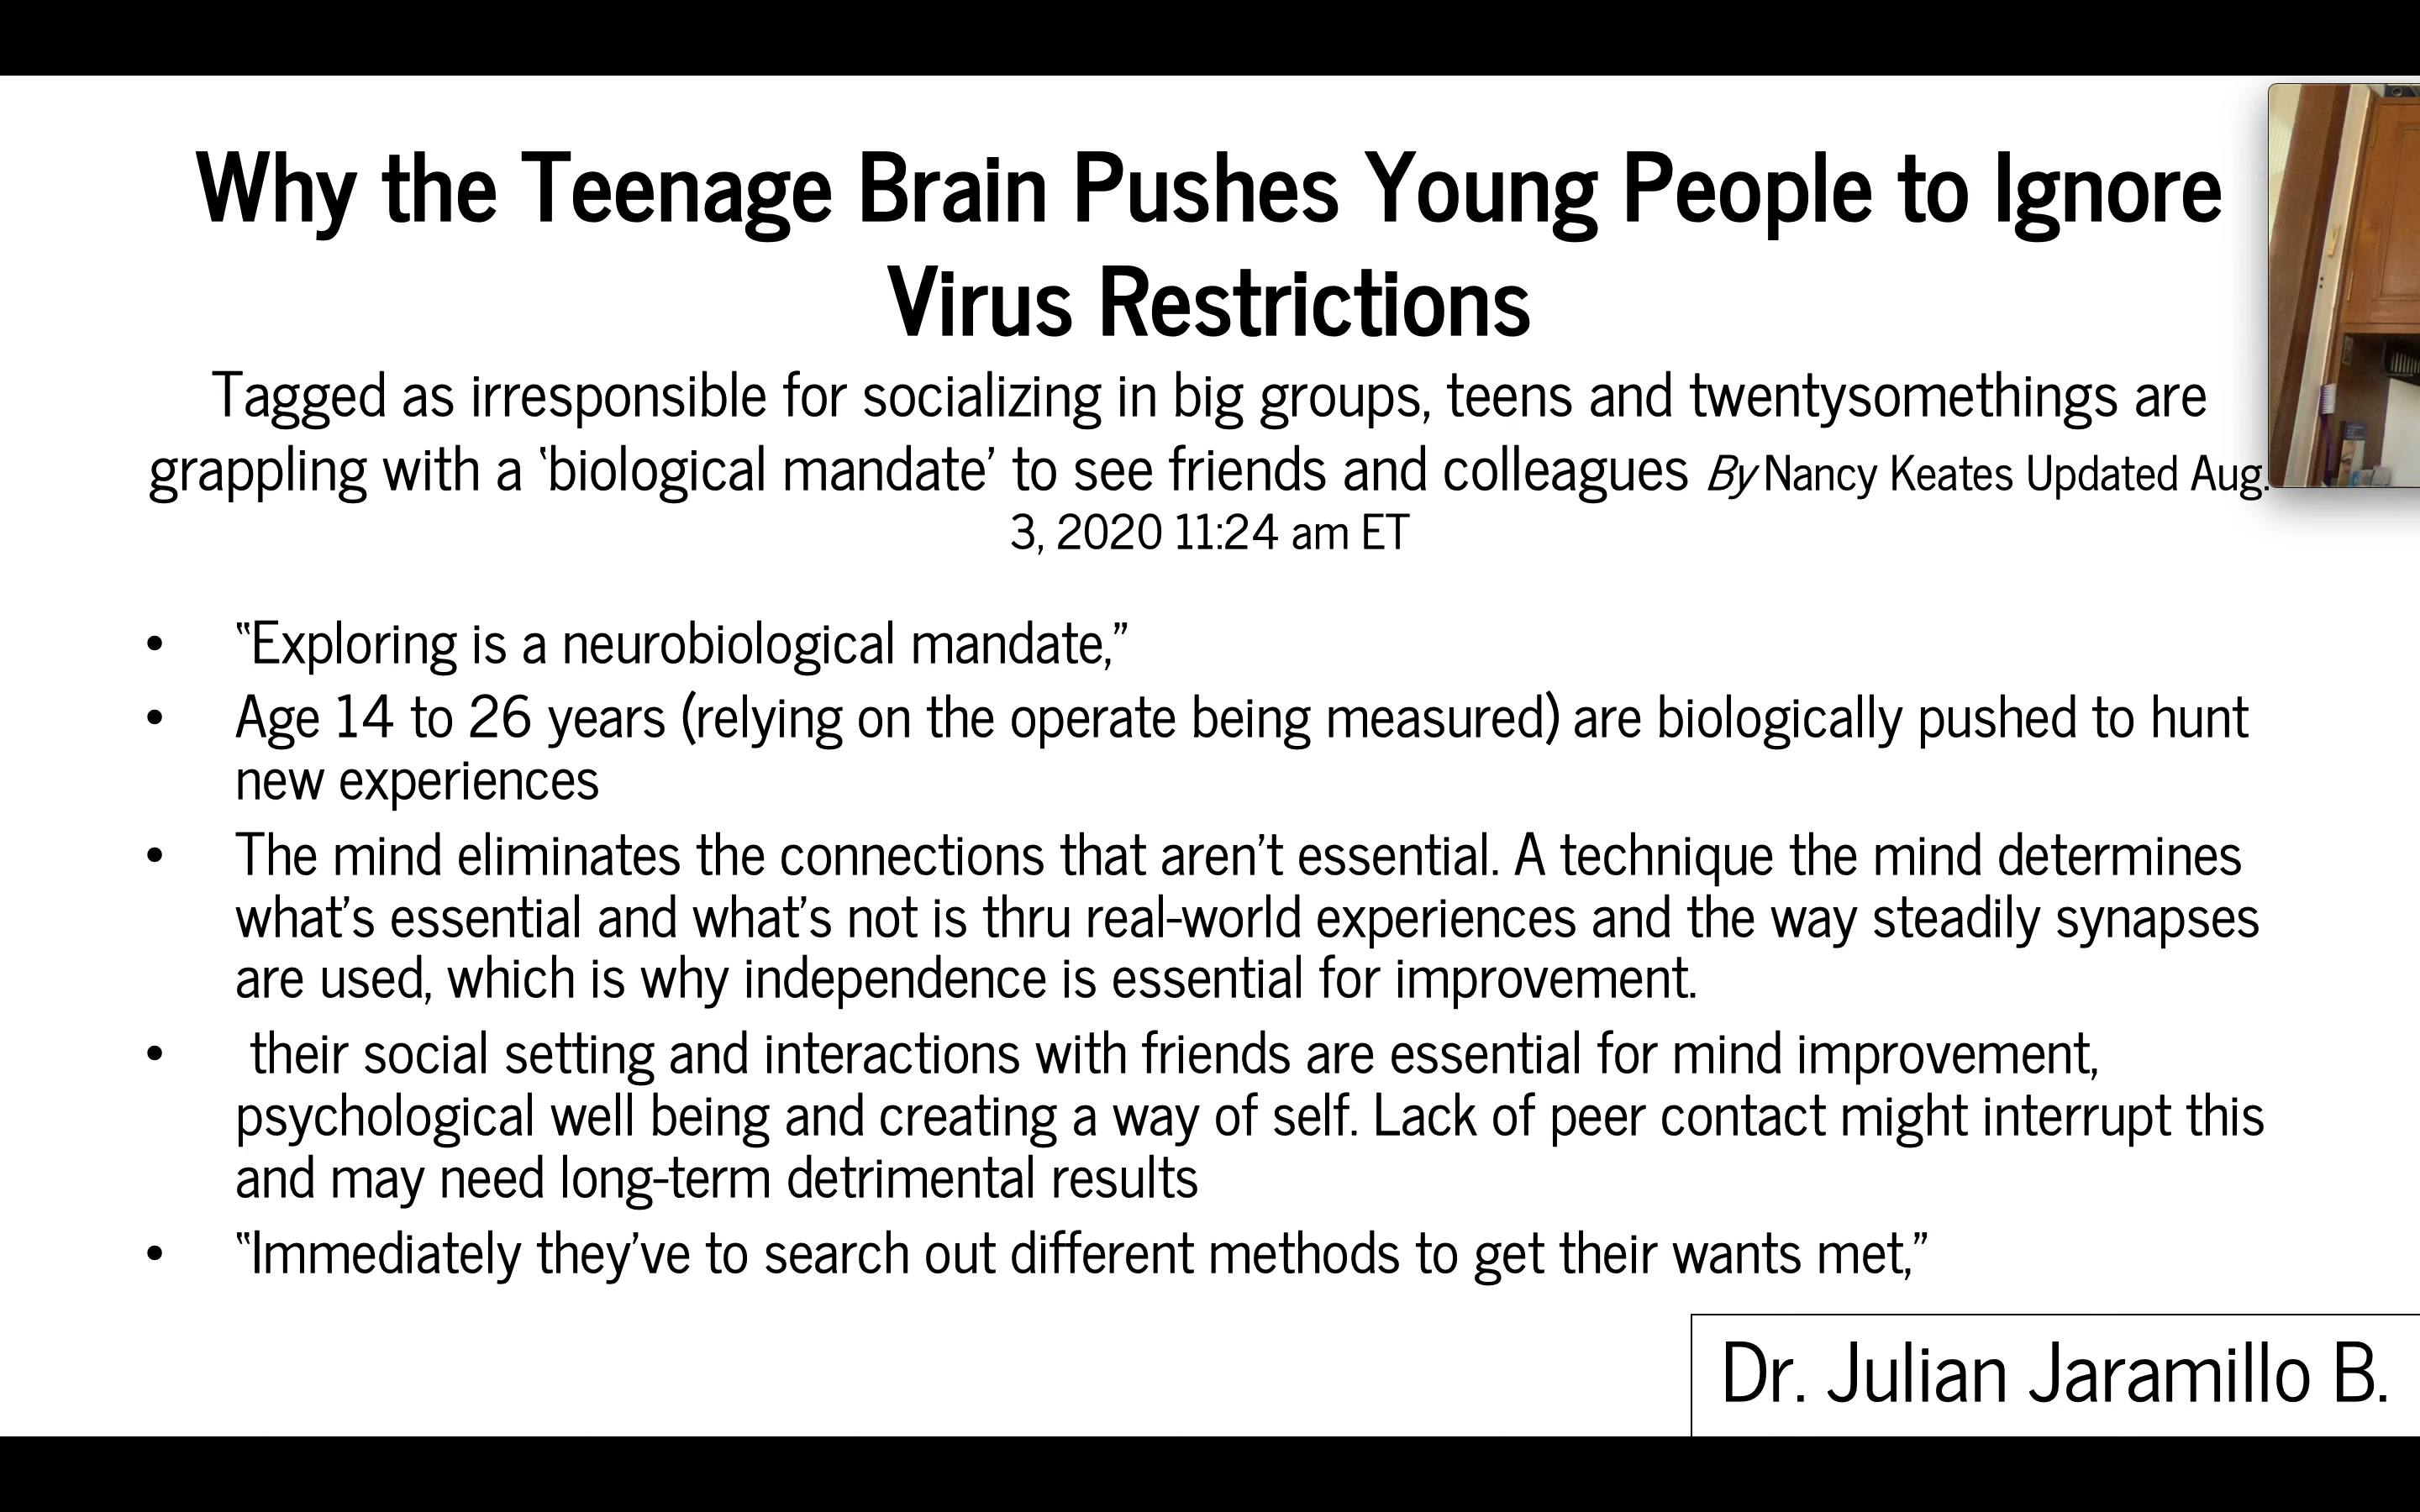 Why the Teenage Brain Pushes Young People to Ignore
Virus Restrictions
Tagged as irresponsible for socializing in big groups, teens and twentysomethings are
grappling with a ‘biological mandate’ to see friends and colleagues By Nancy Keates Updated Aug.
3, 2020 11:24 am ET
• “Exploring is a neurobiological mandate,”
• Age 14 to 26 years (relying on the operate being measured) are biologically pushed to hunt
new experiences
• The mind eliminates the connections that aren’t essential. A technique the mind determines
what’s essential and what’s not is thru real-world experiences and the way steadily synapses
are used, which is why independence is essential for improvement.
• their social setting and interactions with friends are essential for mind improvement,
psychological well being and creating a way of self. Lack of peer contact might interrupt this
and may need long-term detrimental results
• “Immediately they’ve to search out different methods to get their wants met,”
Dr. Julian Jaramillo B.